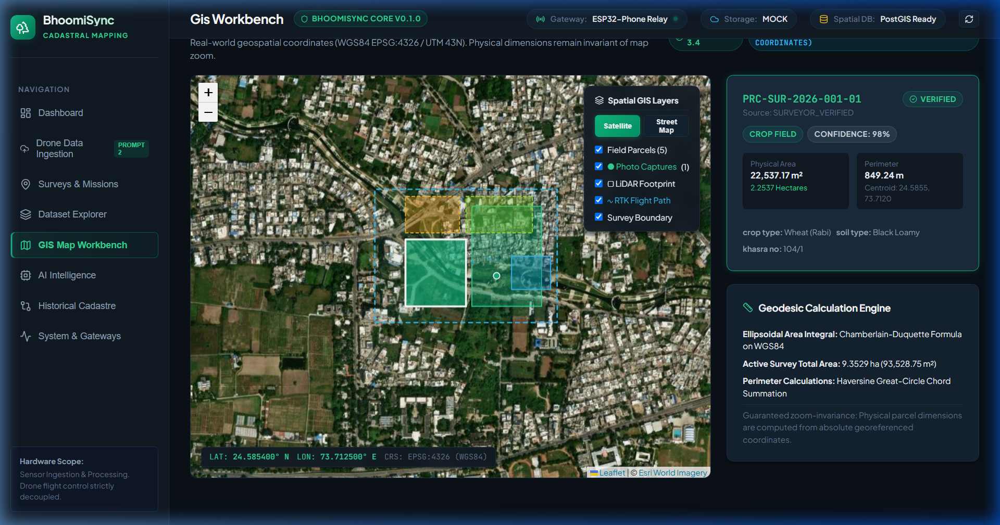 BhoomiSync
CADASTRAL MAPPING
NAVIGATION
Dashboard
Drone Data
Ingestion
PROMPT
2
Surveys & Missions
Dataset Explorer
GIS Map Workbench
AI Intelligence
Historical Cadastre
System & Gateways
Hardware Scope:
Sensor Ingestion & Processing.
Drone flight control strictly
decoupled.
Gis Workbench
BHOOMISYNC CORE V0.1.0
Gateway: ESP32-Phone Relay
Storage: MOCK
Spatial DB: PostGIS Ready
Real-world geospatial coordinates (WGS84 EPSG:4326 / UTM 43N). Physical dimensions remain invariant of map
zoom.
3.4
COORDINATES)
+
−
Spatial GIS Layers
Satellite
Street
Map
Field Parcels (5)
Photo Captures (1)
LiDAR Footprint
RTK Flight Path
Survey Boundary
LAT: 24.585400° N LON: 73.712500° E CRS: EPSG:4326 (WGS84)
Leaflet | © Esri World Imagery
PRC-SUR-2026-001-01
VERIFIED
Source: SURVEYOR_VERIFIED
CROP FIELD
CONFIDENCE: 98%
Physical Area
22,537.17 m²
2.2537 Hectares
Perimeter
849.24 m
Centroid: 24.5855,
73.7120
crop type: Wheat (Rabi) soil type: Black Loamy
khasra no: 104/1
Geodesic Calculation Engine
Ellipsoidal Area Integral: Chamberlain-Duquette Formula
on WGS84
Active Survey Total Area: 9.3529 ha (93,528.75 m²)
Perimeter Calculations: Haversine Great-Circle Chord
Summation
Guaranteed zoom-invariance: Physical parcel dimensions
are computed from absolute georeferenced
coordinates.